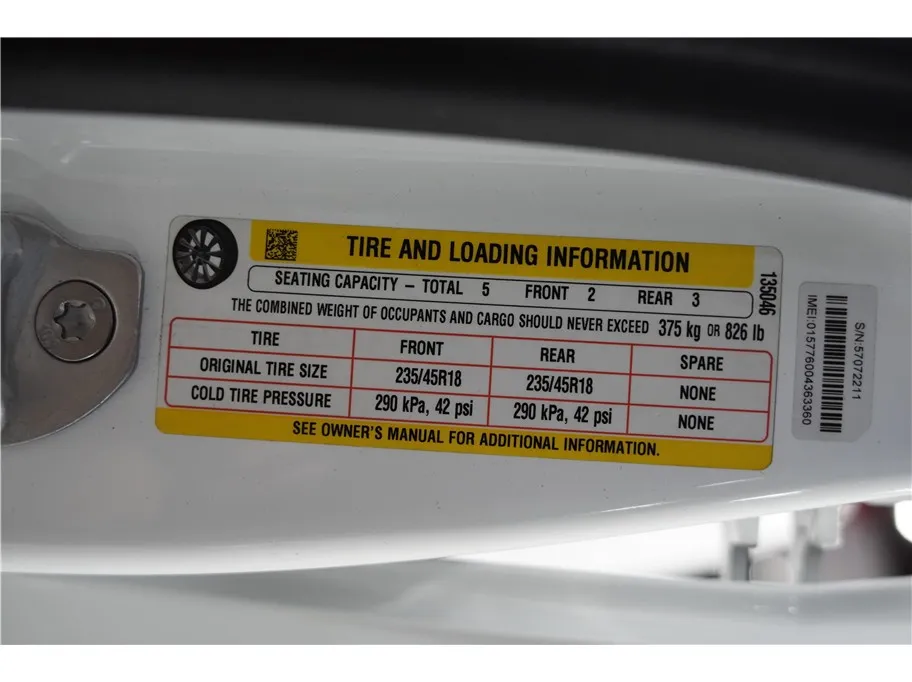 TIRE AND LOADING INFORMATION
SEATING CAPACITY – TOTAL 5 FRONT 2 REAR 3
THE COMBINED WEIGHT OF OCCUPANTS AND CARGO SHOULD NEVER EXCEED 375 kg OR 826 lb
TIRE FRONT REAR SPARE
ORIGINAL TIRE SIZE 235/45R18 235/45R18 NONE
COLD TIRE PRESSURE 290 kPa, 42 psi 290 kPa, 42 psi NONE
SEE OWNER'S MANUAL FOR ADDITIONAL INFORMATION.
135046
S/N:57072211
IMEI:015776004363360